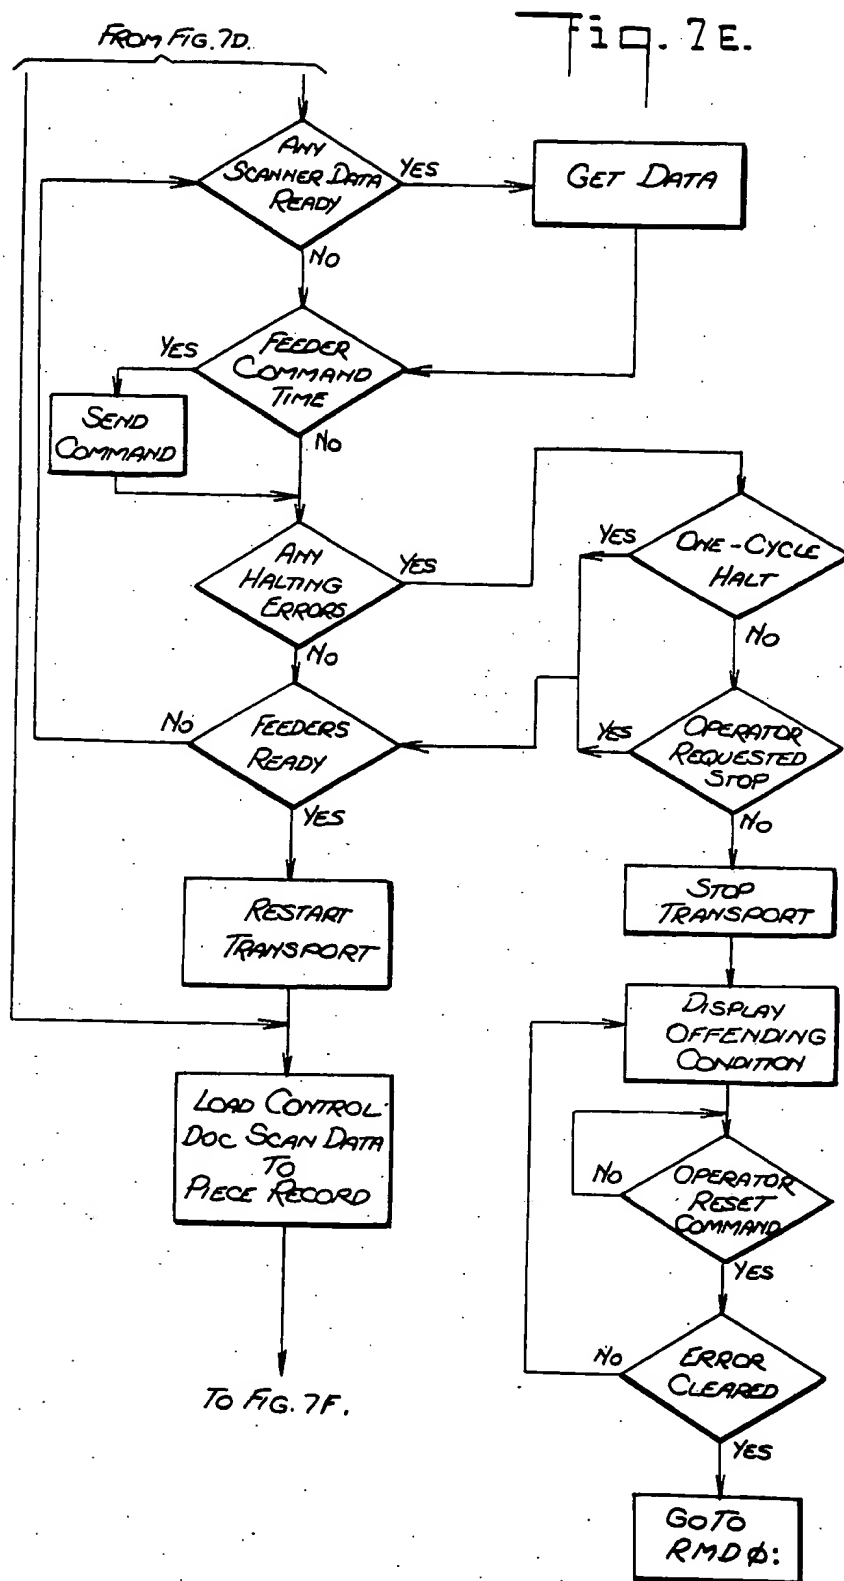 FROM FIG. 7D.
Fig. 7E.
ANY
SCANNER DATA
READY
YES
GET DATA
NO
FEEDER
COMMAND
TIME
YES
SEND
COMMAND
NO
ANY
HALTING
ERRORS
YES
ONE-CYCLE
HALT
YES
NO
NO
FEEDERS
READY
NO
OPERATOR
REQUESTED
STOP
YES
YES
NO
RESTART
TRANSPORT
STOP
TRANSPORT
DISPLAY
OFFENDING
CONDITION
LOAD CONTROL
DOC SCAN DATA
TO
PIECE RECORD
NO
OPERATOR
RESET
COMMAND
YES
NO
ERROR
CLEARED
TO FIG. 7F.
YES
GO TO
RMD Ø: